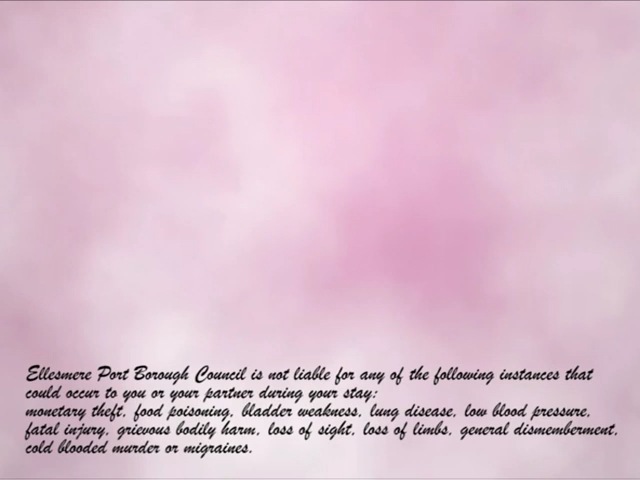 Ellesmere Port Borough Council is not liable for any of the following instances that
could occur to you or your partner during your stay:
monetary theft, food poisoning, bladder weakness, lung disease, low blood pressure,
fatal injury, grievous bodily harm, loss of sight, loss of limbs, general dismemberment,
cold blooded murder or migraines.